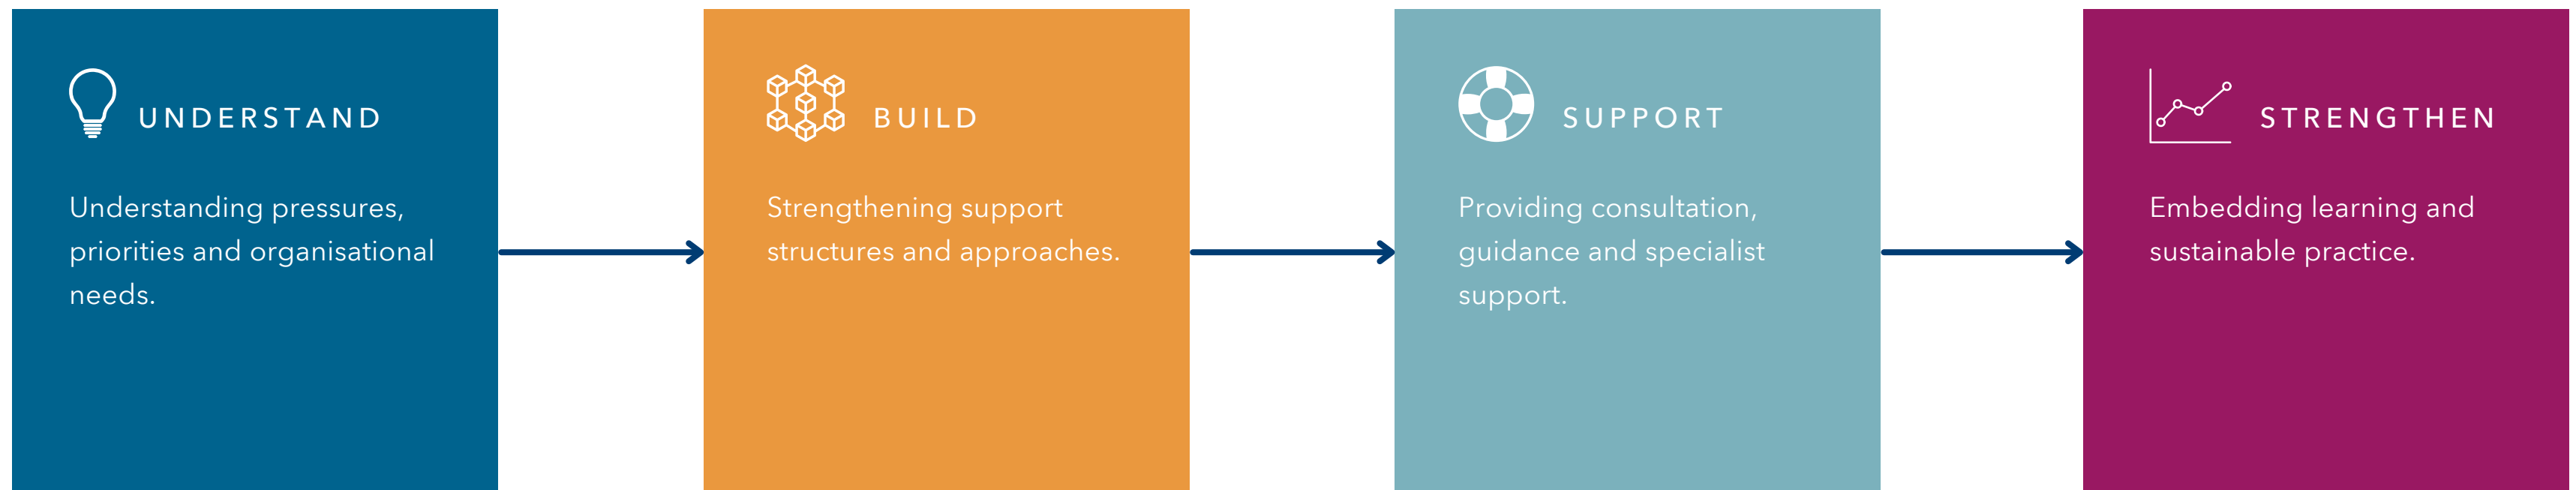 UNDERSTAND
Understanding pressures,
priorities and organisational
needs.
BUILD
Strengthening support
structures and approaches.
SUPPORT
Providing consultation,
guidance and specialist
support.
STRENGTHEN
Embedding learning and
sustainable practice.